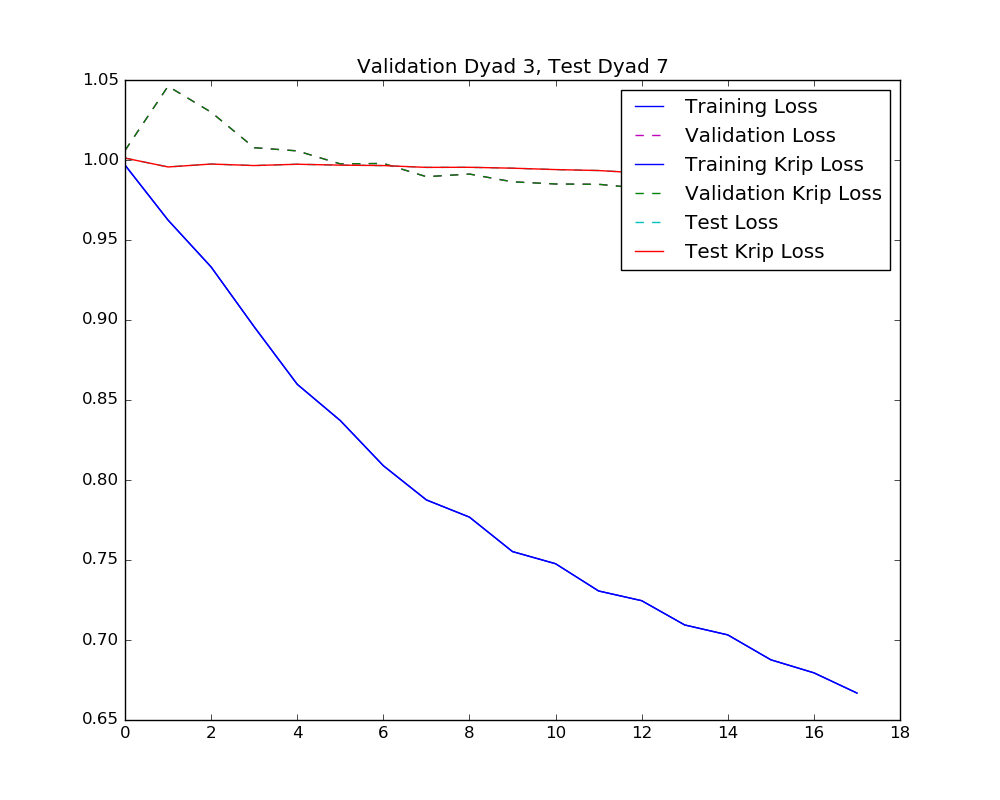 Validation Dyad 3, Test Dyad 7
1.05
1.00
0.95
0.90
0.85
0.80
0.75
0.70
0.65
Training Loss
Validation Loss
Training Krip Loss
Validation Krip Loss
Test Loss
Test Krip Loss
0 2 4 6 8 10 12 14 16 18